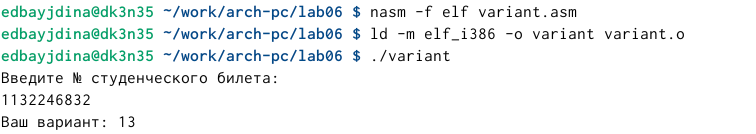 edbayjdina@dk3n35 ~/work/arch-pc/lab06 $ nasm -f elf variant.asm
edbayjdina@dk3n35 ~/work/arch-pc/lab06 $ ld -m elf_i386 -o variant variant.o
edbayjdina@dk3n35 ~/work/arch-pc/lab06 $ ./variant
Введите № студенческого билета:
1132246832
Ваш вариант: 13